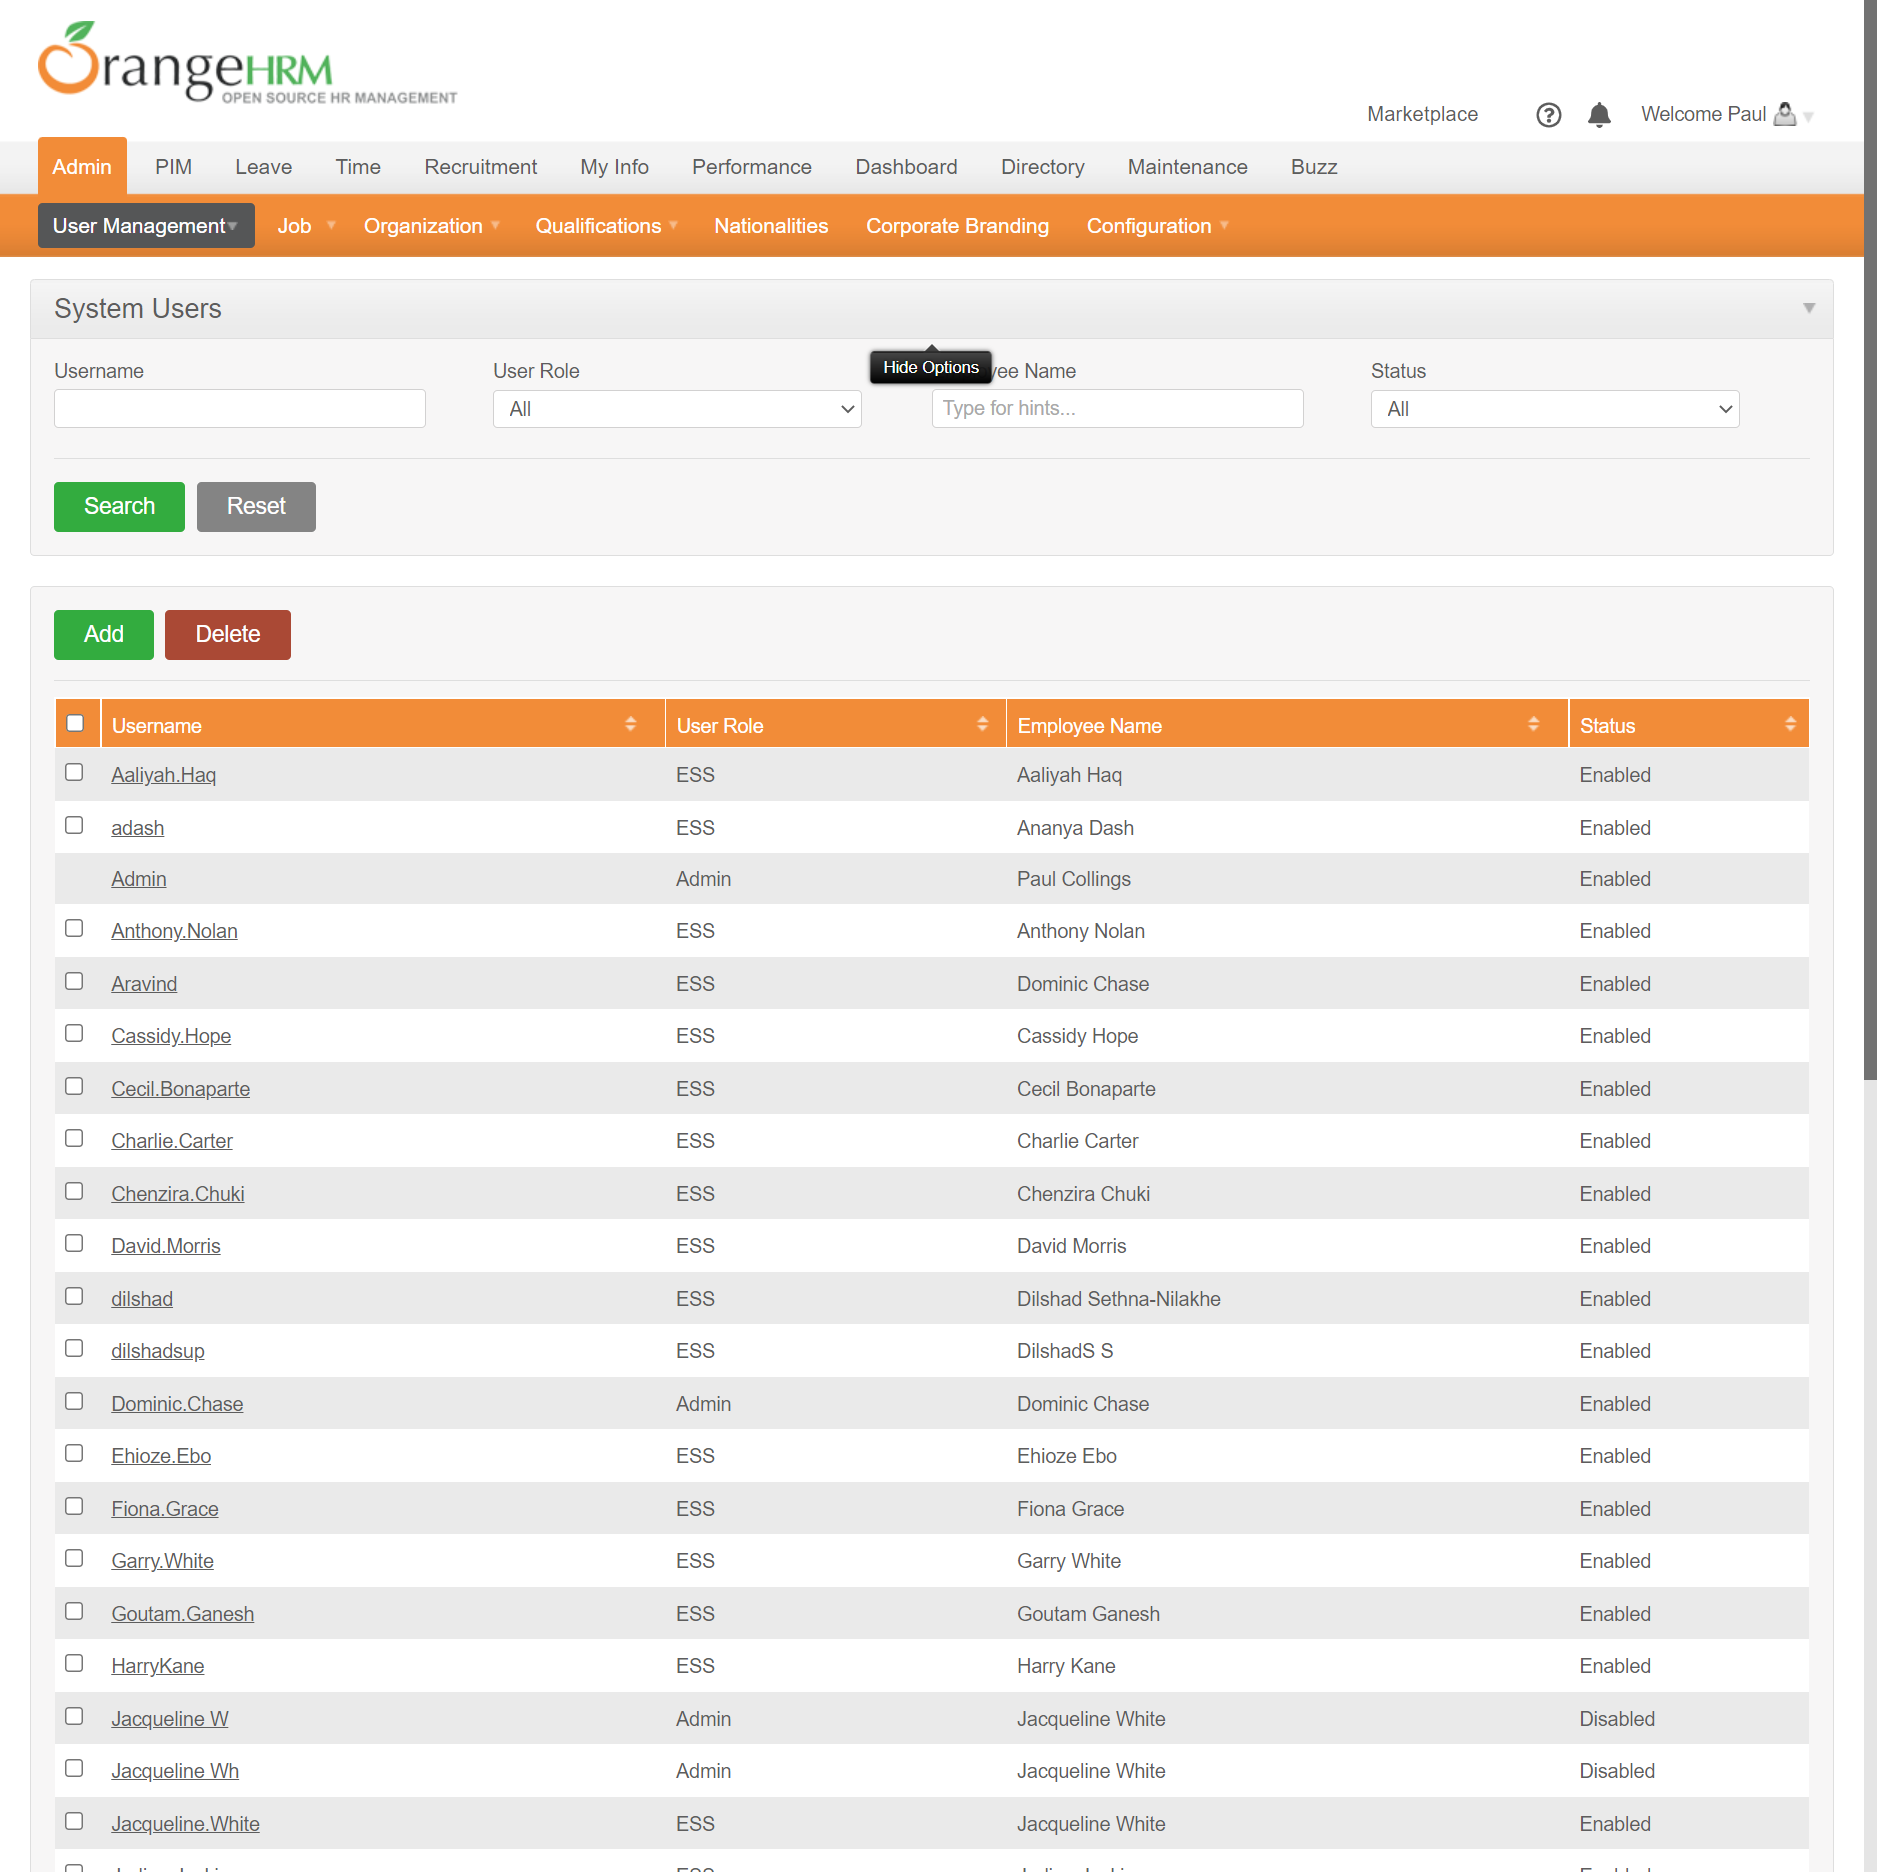 OrangeHRM
OPEN SOURCE HR MANAGEMENT
Marketplace Welcome Paul
Admin PIM Leave Time Recruitment My Info Performance Dashboard Directory Maintenance Buzz
User Management Job Organization Qualifications Nationalities Corporate Branding Configuration
System Users
Hide Options
Username User Role yee Name Status
All Type for hints... All
Search Reset
Add Delete
Username User Role Employee Name Status
Aaliyah.Haq ESS Aaliyah Haq Enabled
adash ESS Ananya Dash Enabled
Admin Admin Paul Collings Enabled
Anthony.Nolan ESS Anthony Nolan Enabled
Aravind ESS Dominic Chase Enabled
Cassidy.Hope ESS Cassidy Hope Enabled
Cecil.Bonaparte ESS Cecil Bonaparte Enabled
Charlie.Carter ESS Charlie Carter Enabled
Chenzira.Chuki ESS Chenzira Chuki Enabled
David.Morris ESS David Morris Enabled
dilshad ESS Dilshad Sethna-Nilakhe Enabled
dilshadsup ESS DilshadS S Enabled
Dominic.Chase Admin Dominic Chase Enabled
Ehioze.Ebo ESS Ehioze Ebo Enabled
Fiona.Grace ESS Fiona Grace Enabled
Garry.White ESS Garry White Enabled
Goutam.Ganesh ESS Goutam Ganesh Enabled
HarryKane ESS Harry Kane Enabled
Jacqueline W Admin Jacqueline White Disabled
Jacqueline Wh Admin Jacqueline White Disabled
Jacqueline.White ESS Jacqueline White Enabled